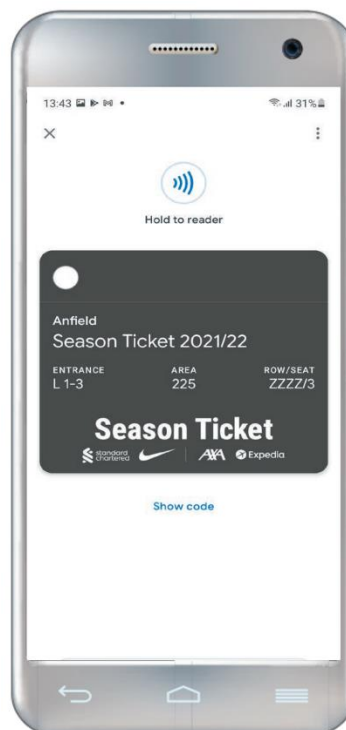 13:43
31%
Hold to reader
Anfield
Season Ticket 2021/22
ENTRANCE AREA ROW/SEAT
L 1-3 225 ZZZZ/3
Season Ticket
standard chartered AXA Expedia
Show code